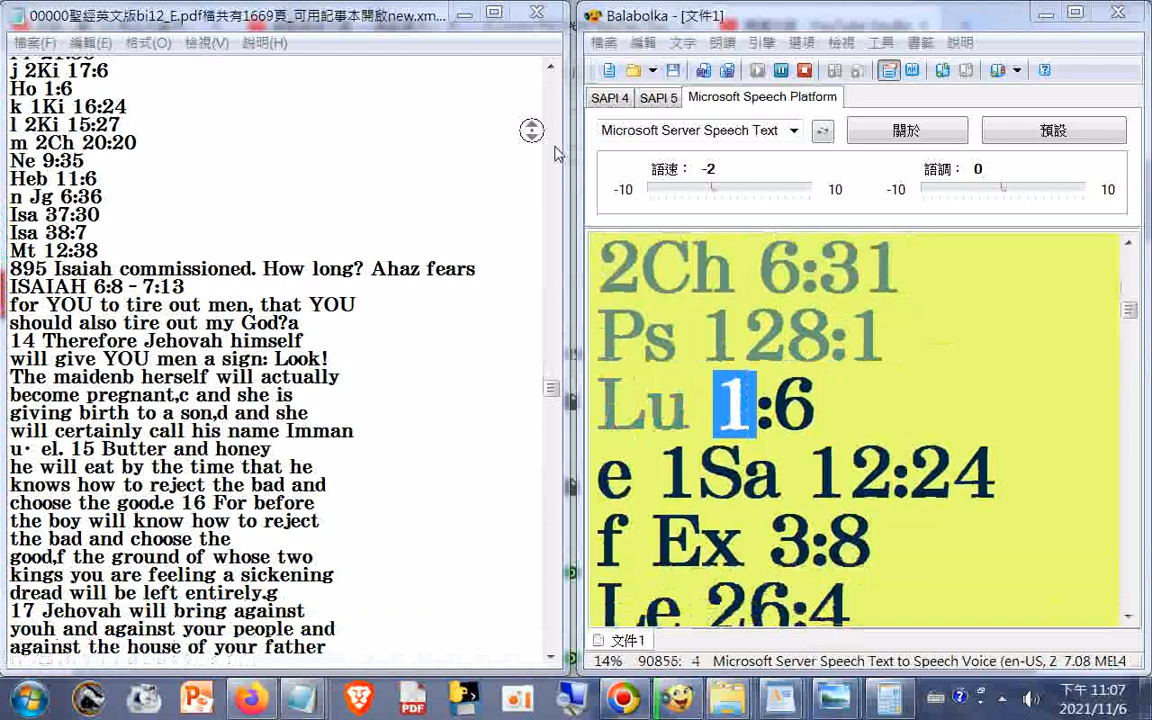 00000聖經英文版bi12_E.pdf檔共有1669頁_可用記事本開啟new.xm...
檔案(F) 編輯(E) 格式(O) 檢視(V) 說明(H)
j 2Ki 17:6
Ho 1:6
k 1Ki 16:24
l 2Ki 15:27
m 2Ch 20:20
Ne 9:35
Heb 11:6
n Jg 6:36
Isa 37:30
Isa 38:7
Mt 12:38
895 Isaiah commissioned. How long? Ahaz fears
ISAIAH 6:8 - 7:13
for YOU to tire out men, that YOU
should also tire out my God?a
14 Therefore Jehovah himself
will give YOU men a sign: Look!
The maidenb herself will actually
become pregnant,c and she is
giving birth to a son,d and she
will certainly call his name Imman
u· el. 15 Butter and honey
he will eat by the time that he
knows how to reject the bad and
choose the good.e 16 For before
the boy will know how to reject
the bad and choose the
good,f the ground of whose two
kings you are feeling a sickening
dread will be left entirely.g
17 Jehovah will bring against
youh and against your people and
against the house of your father
Balabolka - [文件1]
檔案 編輯 文字 朗讀 引擎 選項 檢視 工具 書籤 說明
SAPI 4 SAPI 5 Microsoft Speech Platform
Microsoft Server Speech Text 關於 預設
語速： -2 語調： 0
-10 10 -10 10
2Ch 6:31
Ps 128:1
Lu 1:6
e 1Sa 12:24
f Ex 3:8
Le 26:4
文件1
14% 90856: 4 Microsoft Server Speech Text to Speech Voice (en-US, Z 7.08 ME14
下午 11:07
2021/11/6